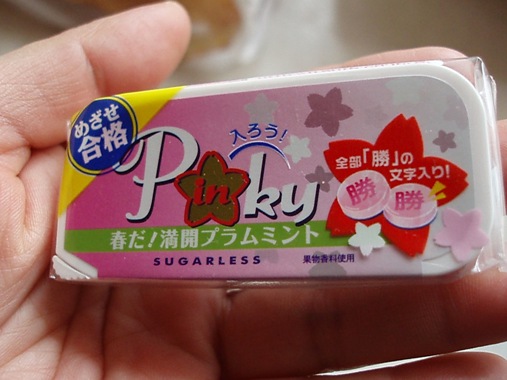 めざせ
合格
入ろう!
Pinky
全部「勝」の
文字入り!
勝 勝
春だ!満開プラムミント
SUGARLESS
果物香料使用